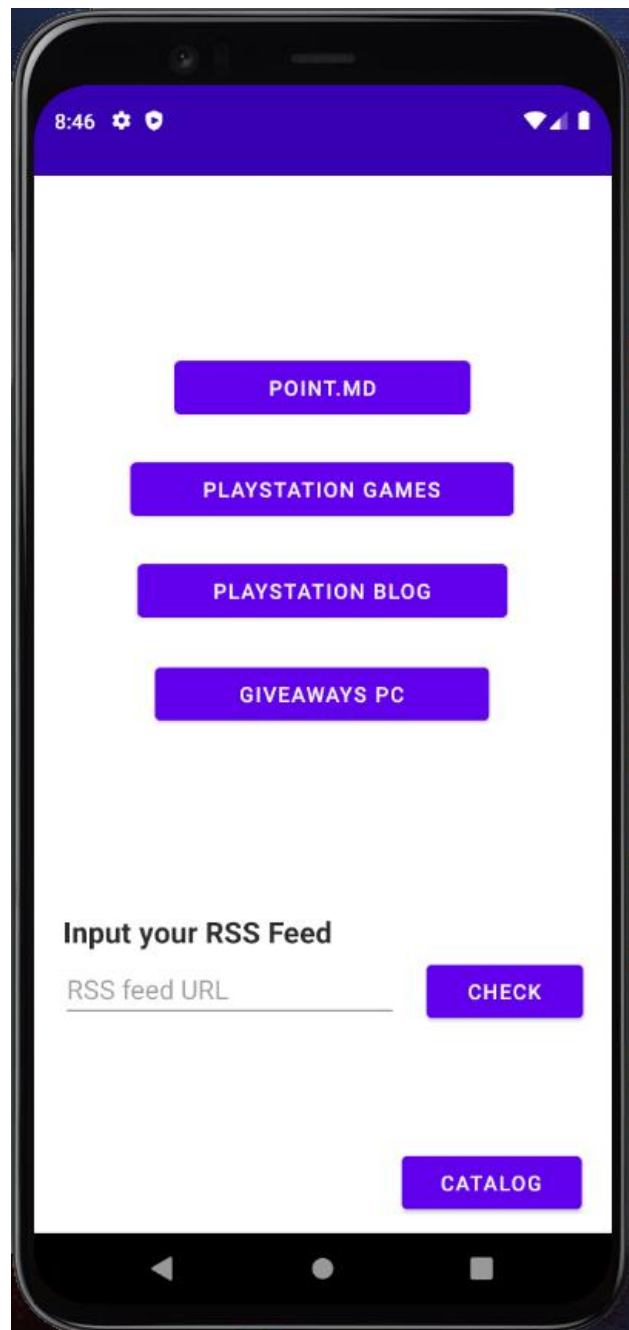 8:46
POINT.MD
PLAYSTATION GAMES
PLAYSTATION BLOG
GIVEAWAYS PC
Input your RSS Feed
RSS feed URL
CHECK
CATALOG